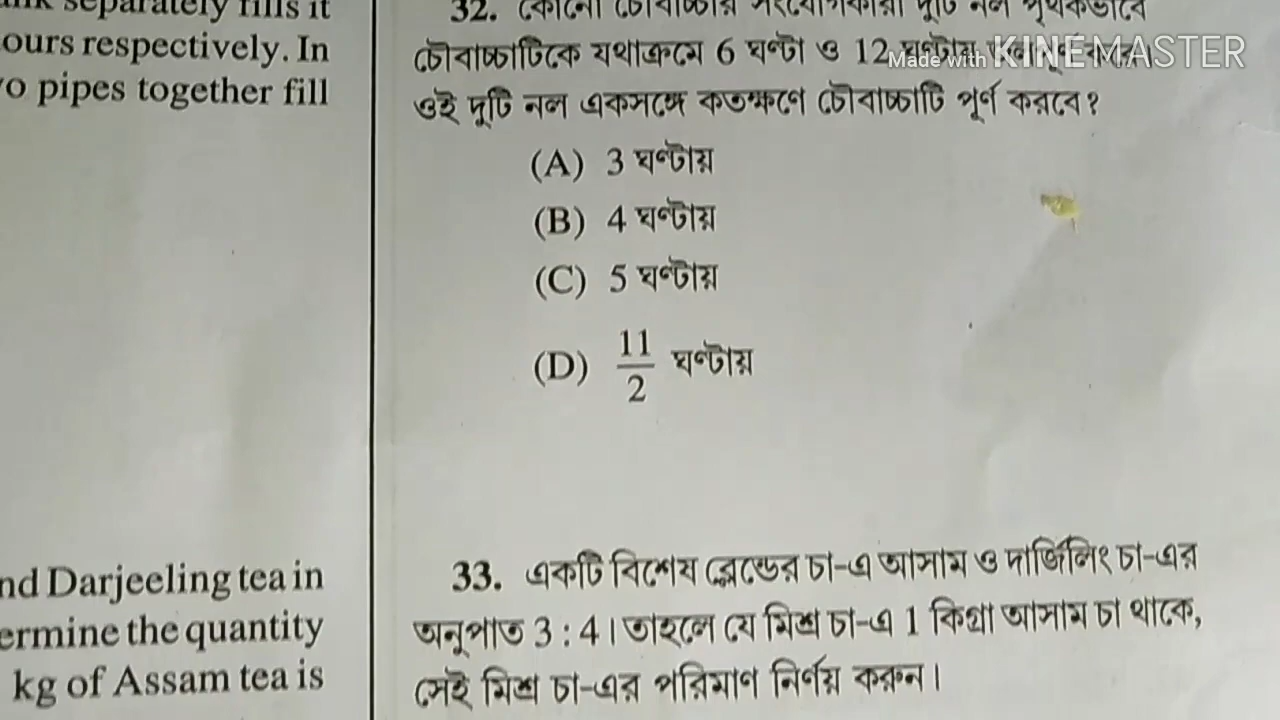 ank separately fills it
ours respectively. In
o pipes together fill
32. কোনো চৌবাচ্চার সংযোগকারী দুটি নল পৃথকভাবে
চৌবাচ্চাটিকে যথাক্রমে 6 ঘণ্টা ও 12 ঘণ্টায়
ওই দুটি নল একসঙ্গে কতক্ষণে চৌবাচ্চাটি পূর্ণ করবে?
Made with KINEMASTER
(A) 3 ঘণ্টায়
(B) 4 ঘণ্টায়
(C) 5 ঘণ্টায়
(D) 11/2 ঘণ্টায়
nd Darjeeling tea in
ermine the quantity
kg of Assam tea is
33. একটি বিশেষ ব্লেন্ডের চা-এ আসাম ও দার্জিলিং চা-এর
অনুপাত 3 : 4। তাহলে যে মিশ্র চা-এ 1 কিগ্রা আসাম চা থাকে,
সেই মিশ্র চা-এর পরিমাণ নির্ণয় করুন।